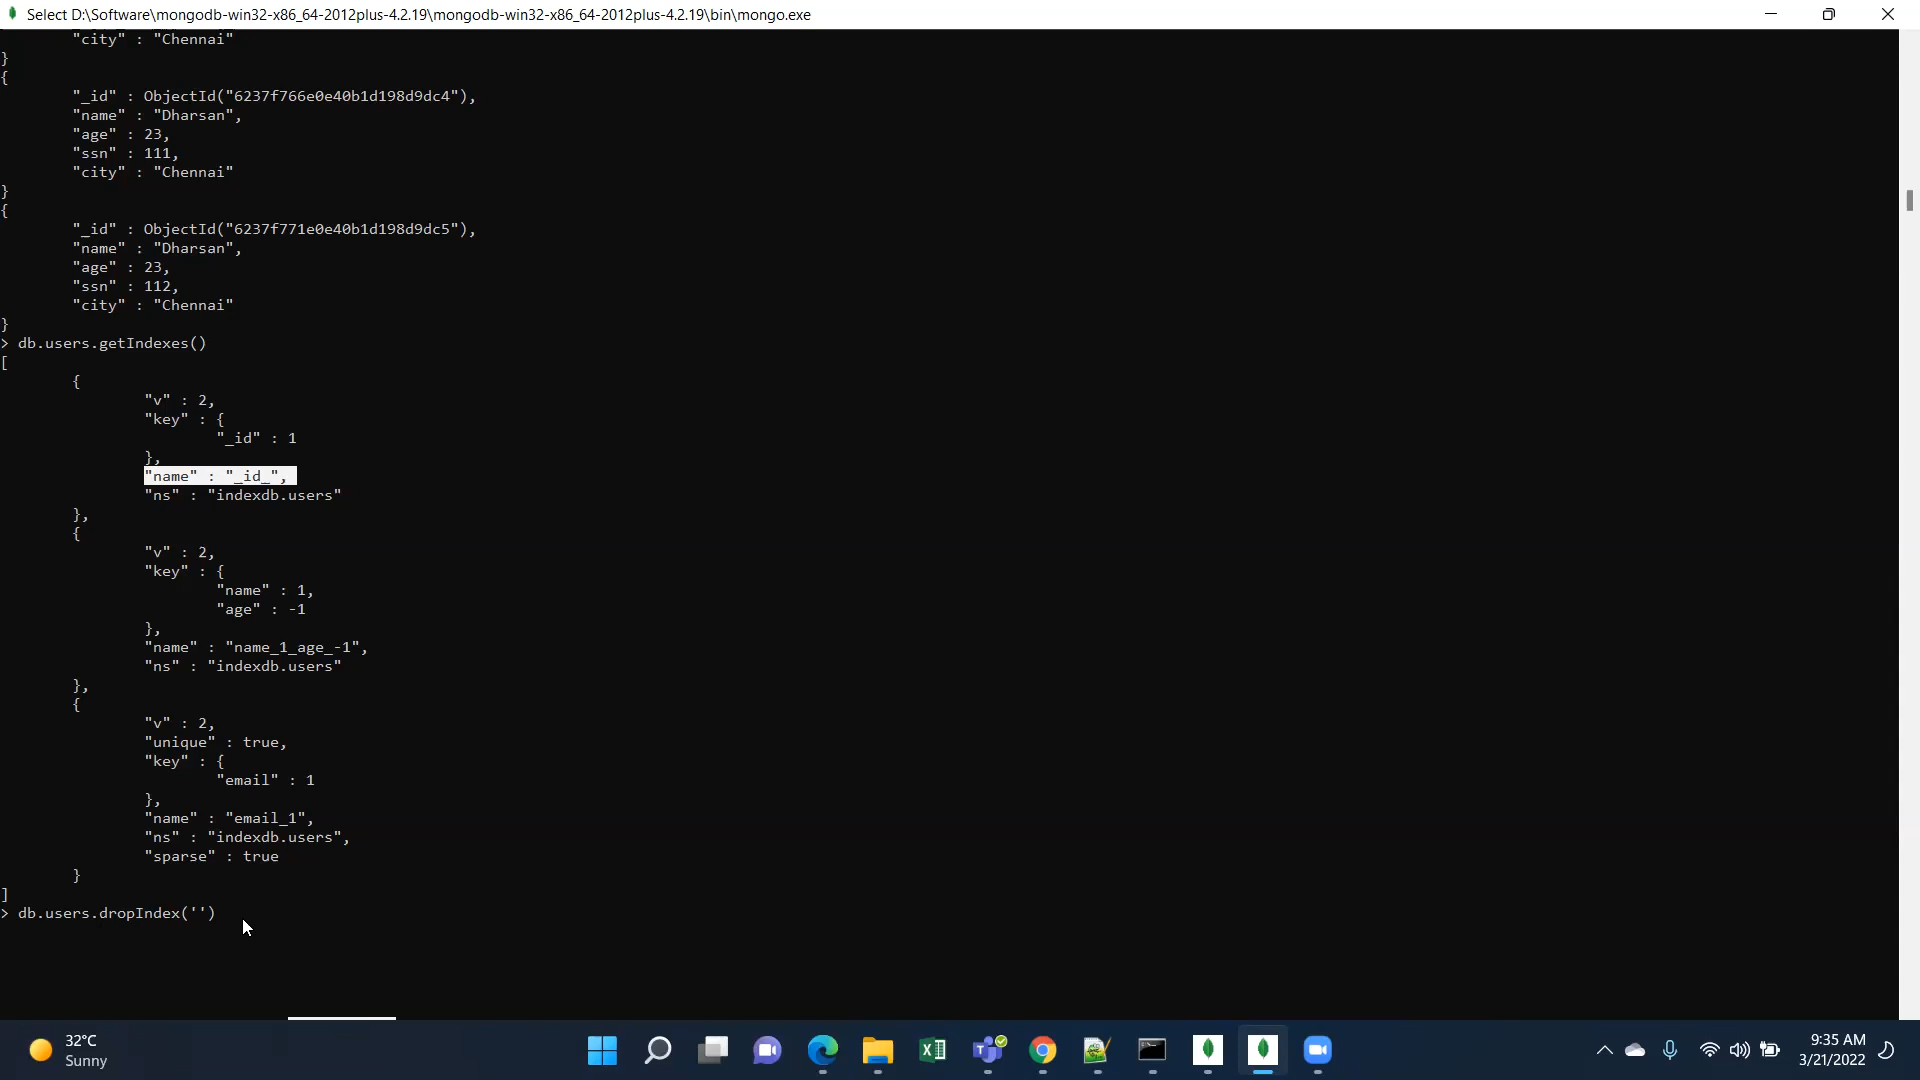 Select D:\Software\mongodb-win32-x86_64-2012plus-4.2.19\mongodb-win32-x86_64-2012plus-4.2.19\bin\mongo.exe
"city" : "Chennai"
}
{
"_id" : ObjectId("6237f766e0e40b1d198d9dc4"),
"name" : "Dharsan",
"age" : 23,
"ssn" : 111,
"city" : "Chennai"
}
{
"_id" : ObjectId("6237f771e0e40b1d198d9dc5"),
"name" : "Dharsan",
"age" : 23,
"ssn" : 112,
"city" : "Chennai"
}
> db.users.getIndexes()
[
{
"v" : 2,
"key" : {
"_id" : 1
},
"name" : "_id_",
"ns" : "indexdb.users"
},
{
"v" : 2,
"key" : {
"name" : 1,
"age" : -1
},
"name" : "name_1_age_-1",
"ns" : "indexdb.users"
},
{
"v" : 2,
"unique" : true,
"key" : {
"email" : 1
},
"name" : "email_1",
"ns" : "indexdb.users",
"sparse" : true
}
]
> db.users.dropIndex('')
32°C
Sunny
9:35 AM
3/21/2022